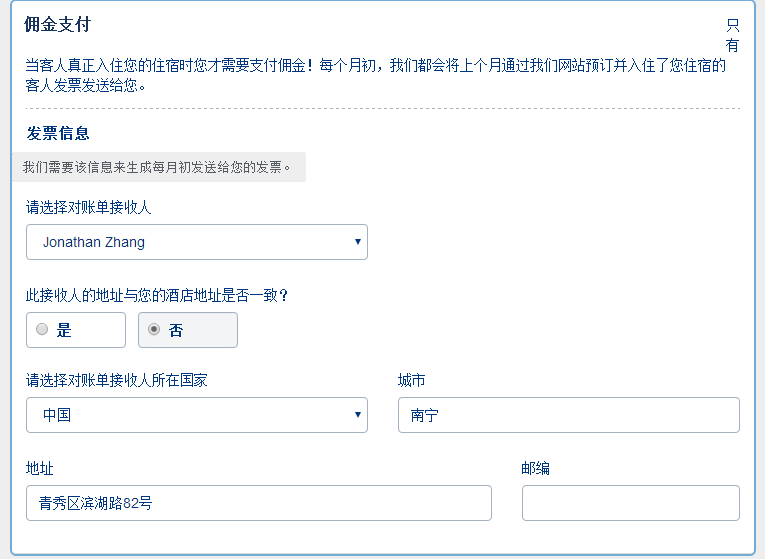 佣金支付
只
有
当客人真正入住您的住宿时您才需要支付佣金！每个月初，我们都会将上个月通过我们网站预订并入住了您住宿的
客人发票发送给您。
发票信息
我们需要该信息来生成每月初发送给您的发票。
请选择对账单接收人
Jonathan Zhang
此接收人的地址与您的酒店地址是否一致？
是 否
请选择对账单接收人所在国家 城市
中国 南宁
地址 邮编
青秀区滨湖路82号